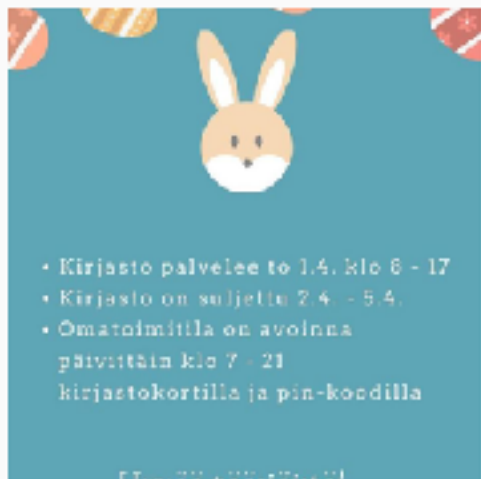 • Kirjasto palvelee to 1.4. klo 8 - 17
• Kirjasto on suljettu 2.4. - 5.4.
• Omatoimitila on avoinna
päivittäin klo 7 - 21
kirjastokortilla ja pin-koodilla